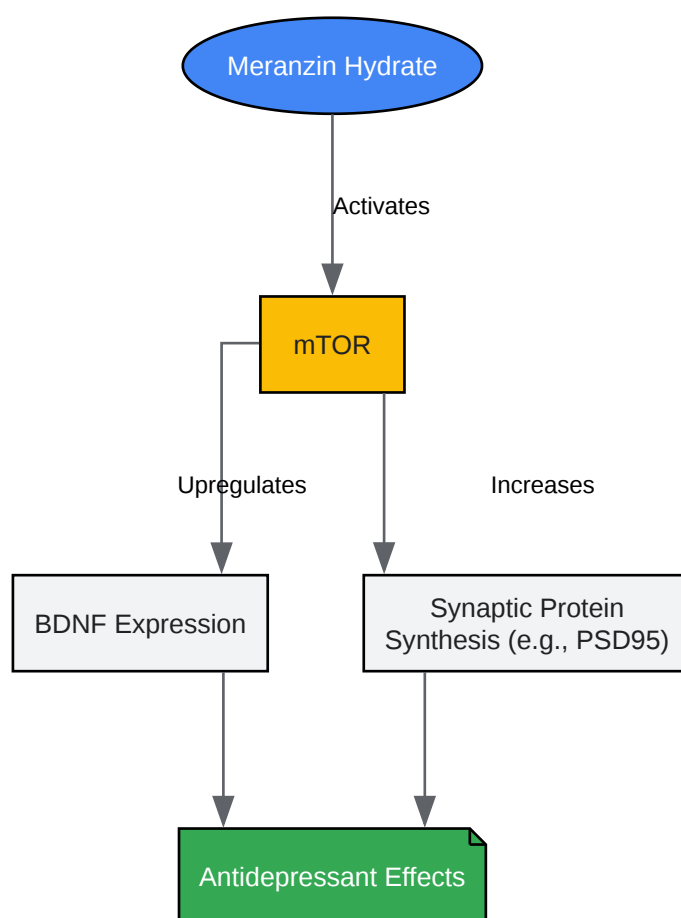 Meranzin Hydrate
Activates
mTOR
Upregulates
Increases
BDNF Expression
Synaptic Protein
Synthesis (e.g., PSD95)
Antidepressant Effects